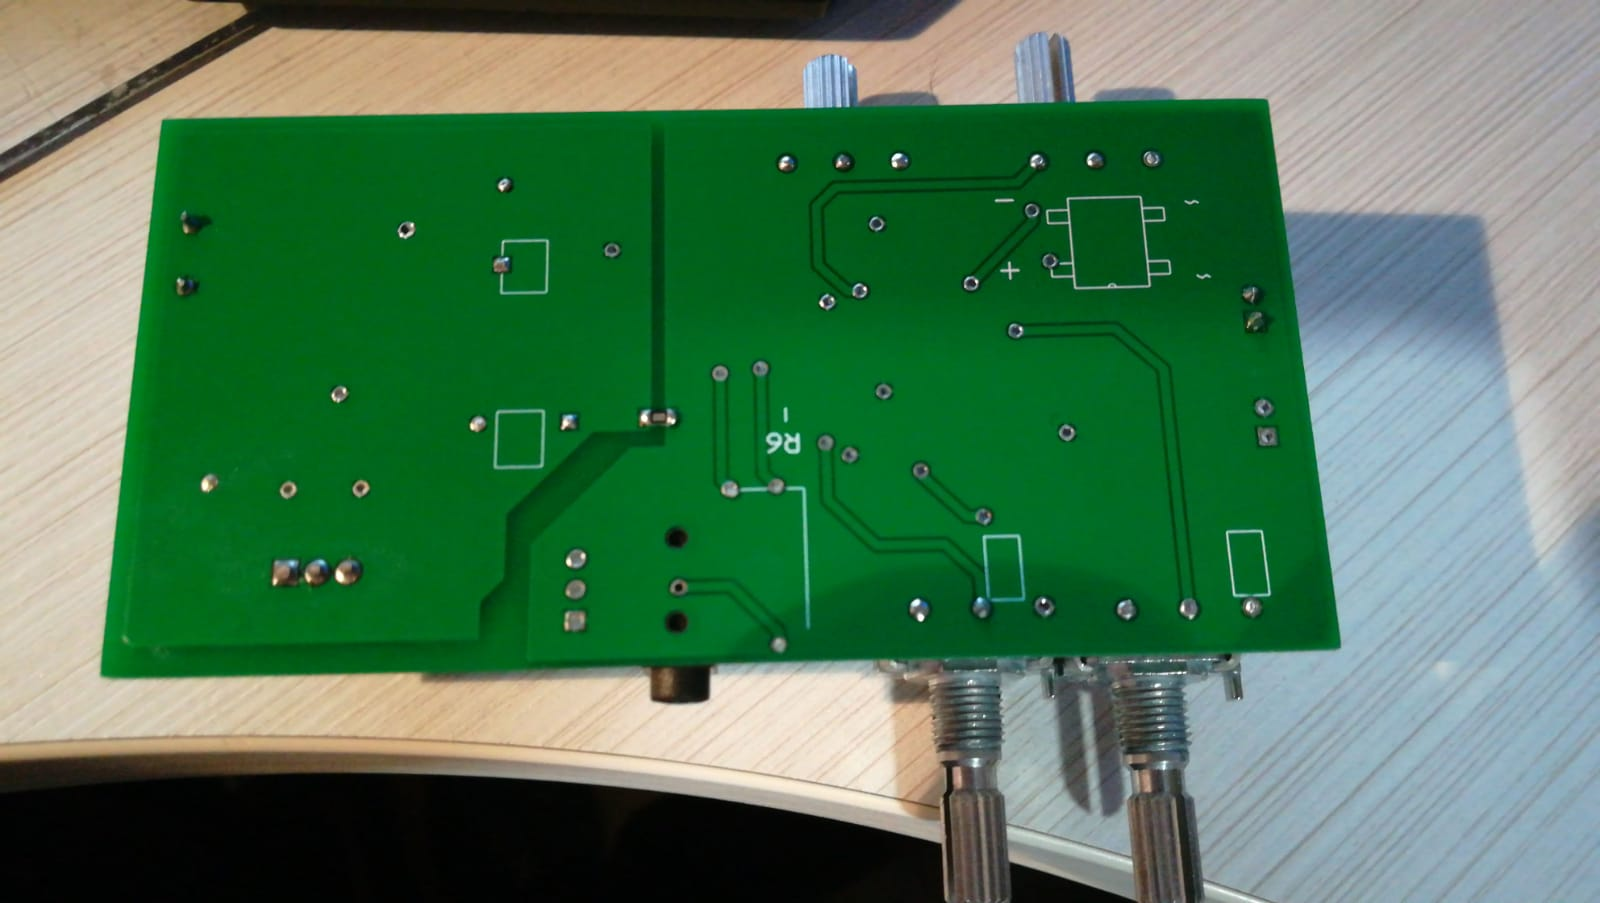 − ~
+ ~
R6